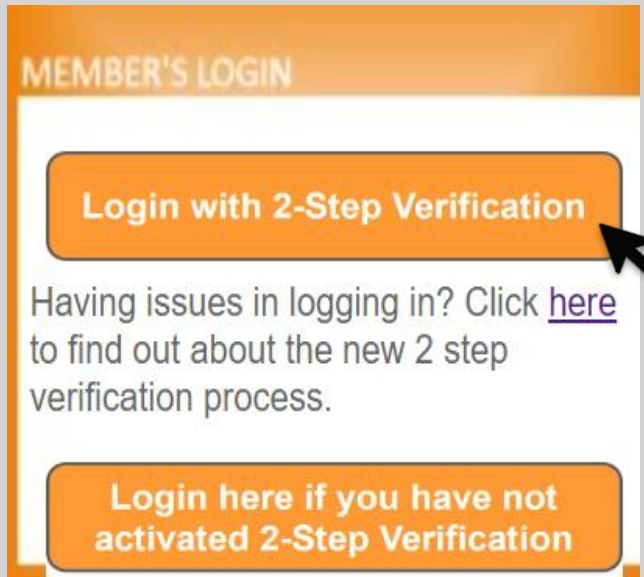 MEMBER'S LOGIN
Login with 2-Step Verification
Having issues in logging in? Click here
to find out about the new 2 step
verification process.
Login here if you have not
activated 2-Step Verification